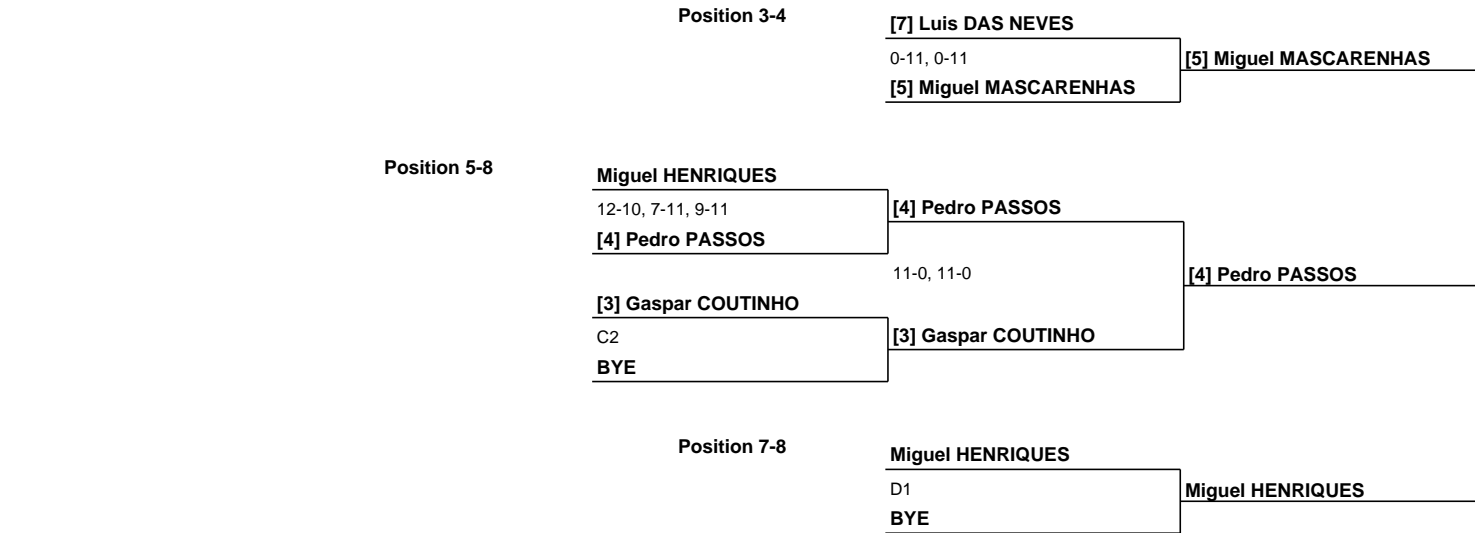 Position 3-4
[7] Luis DAS NEVES
0-11, 0-11
[5] Miguel MASCARENHAS
[5] Miguel MASCARENHAS
Position 5-8
Miguel HENRIQUES
12-10, 7-11, 9-11
[4] Pedro PASSOS
[4] Pedro PASSOS
11-0, 11-0
[4] Pedro PASSOS
[3] Gaspar COUTINHO
C2
[3] Gaspar COUTINHO
BYE
Position 7-8
Miguel HENRIQUES
D1
Miguel HENRIQUES
BYE